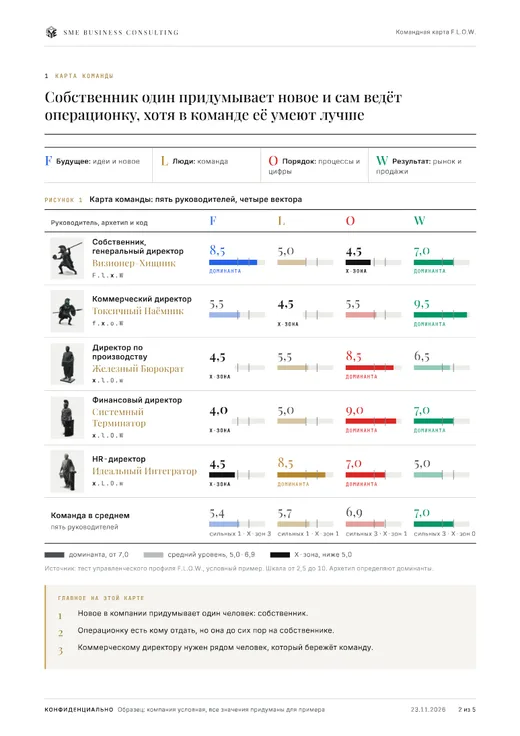 SME BUSINESS CONSULTING
Командная карта F.L.O.W.
1 КАРТА КОМАНДЫ
Собственник один придумывает новое и сам ведёт
операционку, хотя в команде её умеют лучше
F Будущее: идеи и новое
L Люди: команда
O Порядок: процессы и
цифры
W Результат: рынок и
продажи
РИСУНОК 1 Карта команды: пять руководителей, четыре вектора
Руководитель, архетип и код F L O W
Собственник,
генеральный директор
Визионер-Хищник
F.l.x.W
8,5 5,0 4,5 7,0
ДОМИНАНТА X-ЗОНА ДОМИНАНТА
Коммерческий директор
Токсичный Наёмник
f.x.o.W
5,5 4,5 5,5 9,5
X-ЗОНА ДОМИНАНТА
Директор по
производству
Железный Бюрократ
x.l.O.w
4,5 5,5 8,5 6,5
X-ЗОНА ДОМИНАНТА
Финансовый директор
Системный
Терминатор
x.l.O.W
4,0 5,0 9,0 7,0
X-ЗОНА ДОМИНАНТА ДОМИНАНТА
HR-директор
Идеальный Интегратор
x.L.O.w
4,5 8,5 7,0 5,0
X-ЗОНА ДОМИНАНТА ДОМИНАНТА
Команда в среднем
пять руководителей
5,4 5,7 6,9 7,0
сильных 1 · X-зон 3 сильных 1 · X-зон 1 сильных 3 · X-зон 1 сильных 3 · X-зон 0
доминанта, от 7,0 средний уровень, 5,0-6,9 X-зона, ниже 5,0
Источник: тест управленческого профиля F.L.O.W., условный пример. Шкала от 2,5 до 10. Архетип определяют доминанты.
ГЛАВНОЕ НА ЭТОЙ КАРТЕ
1 Новое в компании придумывает один человек: собственник.
2 Операционку есть кому отдать, но она до сих пор на собственнике.
3 Коммерческому директору нужен рядом человек, который бережёт команду.
КОНФИДЕНЦИАЛЬНО Образец: компания условная, все значения придуманы для примера
23.11.2026 2 из 5